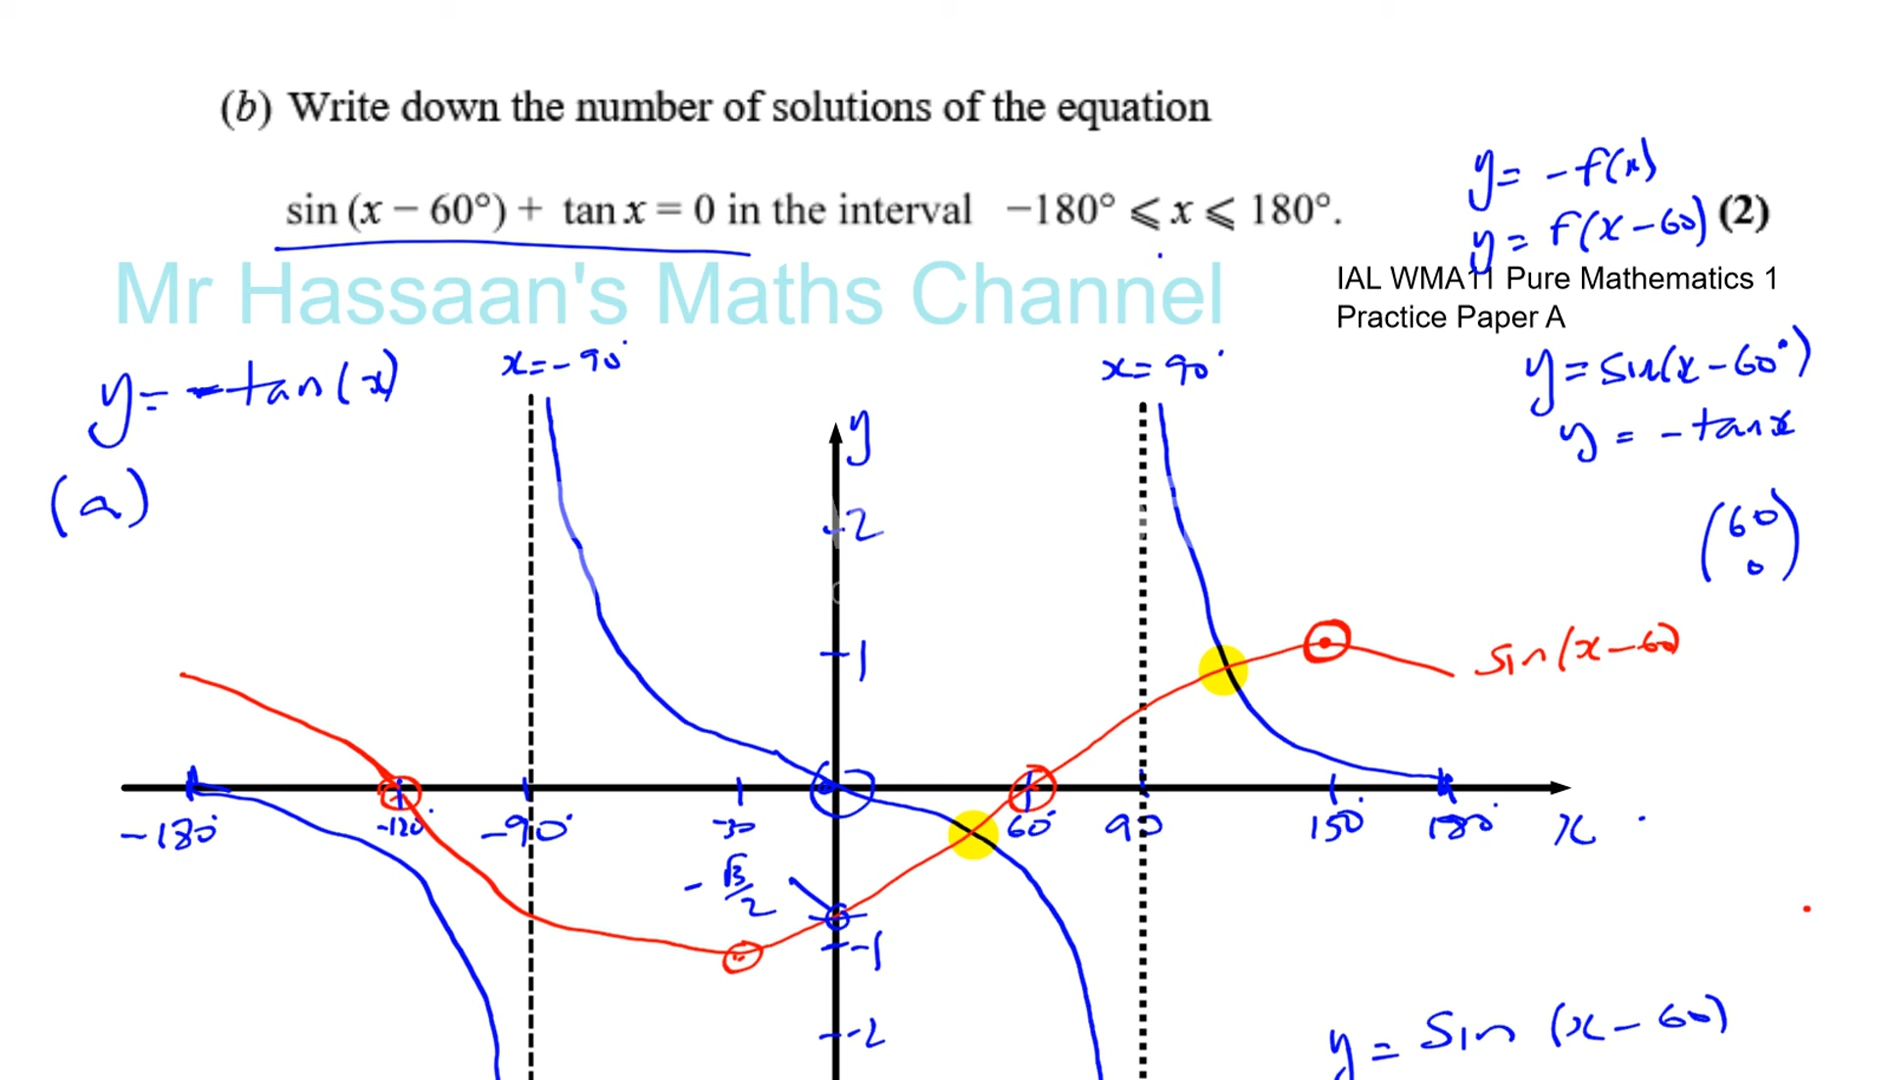 (b) Write down the number of solutions of the equation
y = -f(x)
sin (x − 60°) + tan x = 0 in the interval −180° ⩽ x ⩽ 180°.
y = f(x-60) (2)
Mr Hassaan's Maths Channel
IAL WMA11 Pure Mathematics 1
Practice Paper A
y = -tan(x)
x=-90°
x=90°
y = sin(x-60°)
y = -tanx
y
(a)
2
(60
0)
1
sin(x-60)
-180°
-120°
-90°
-30
60°
90
150°
180°
x
-√3/2
-1
-2
y = Sin (x-60)